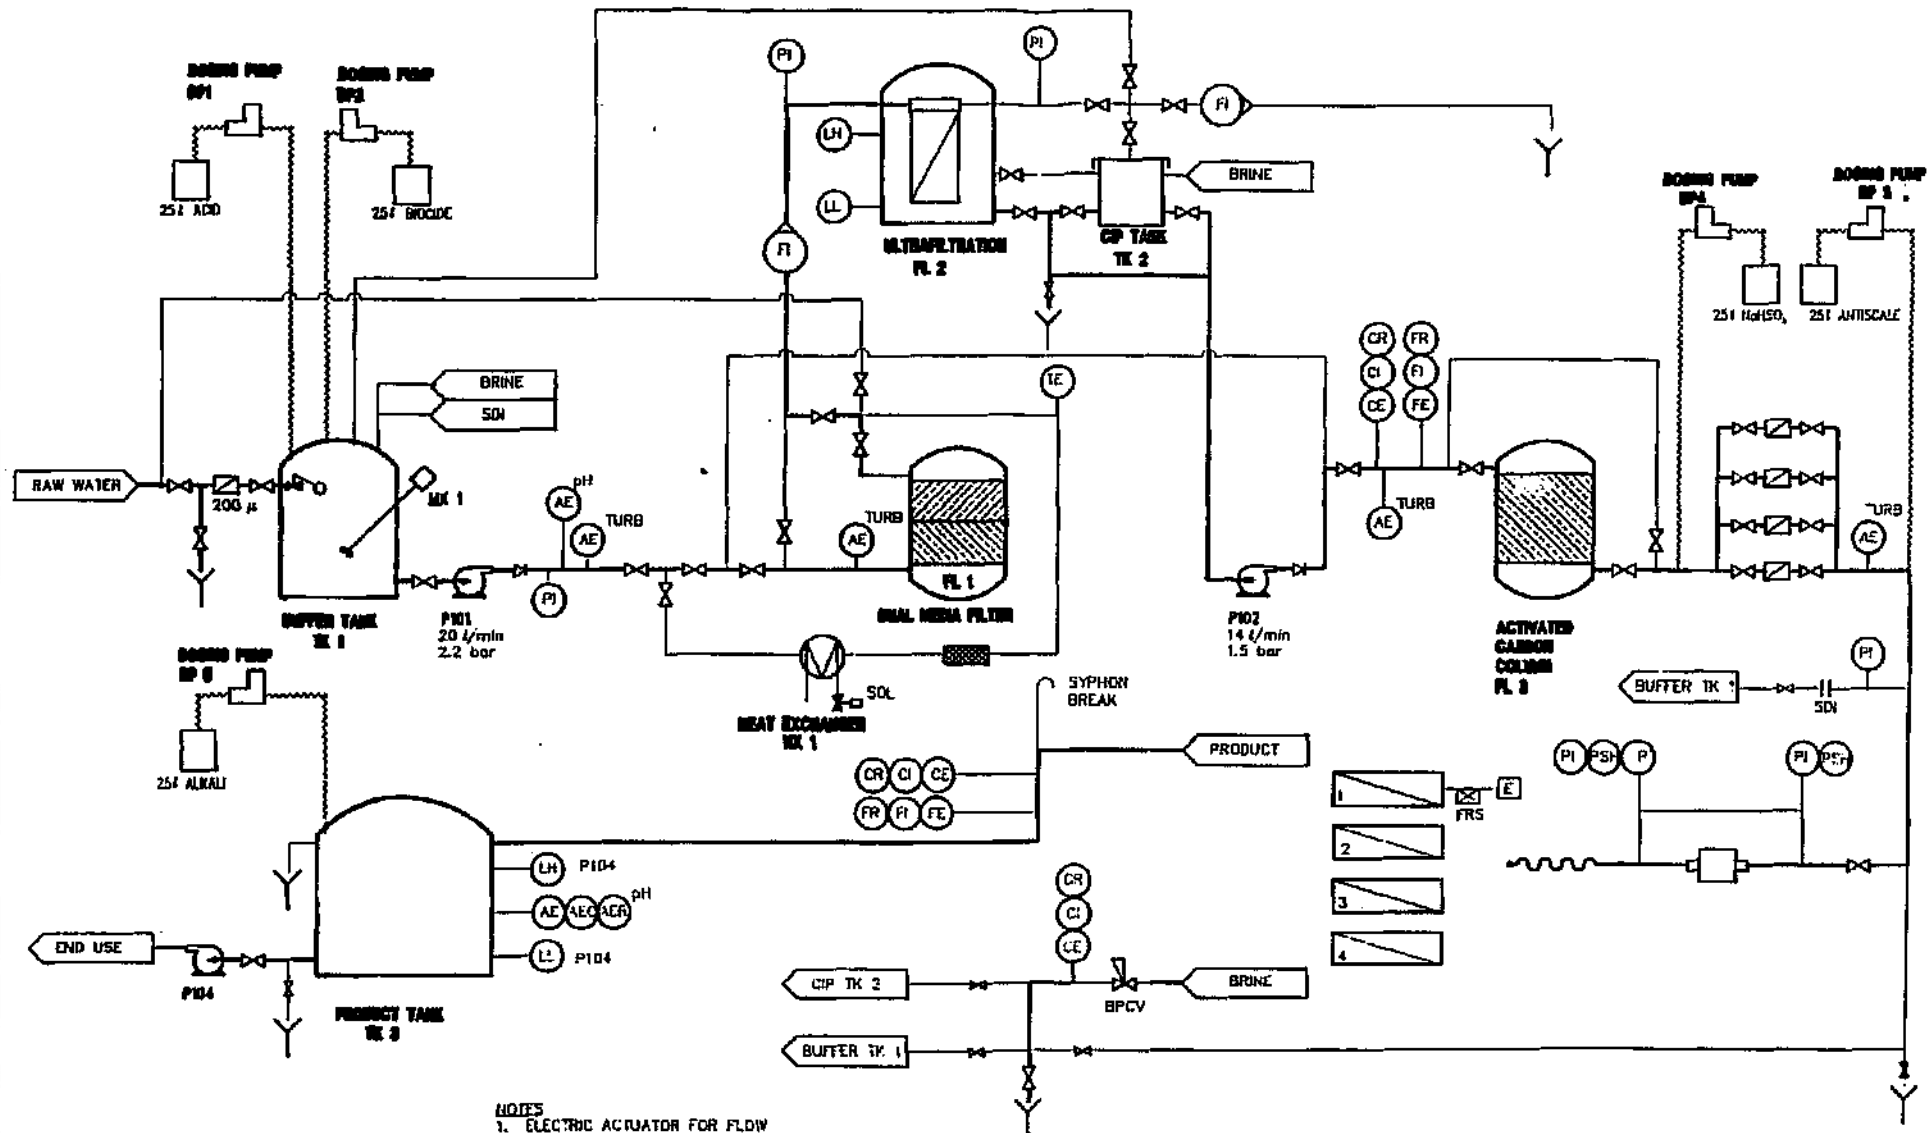 DOSING PUMP
DP1
25ℓ ACID
DOSING PUMP
DP2
25ℓ BIOCIDE
PI
PI
FI
LH
LL
FI
ULTRAFILTRATION
FL 2
BRINE
CIP TANK
TK 2
DOSING PUMP
DP4
25ℓ NaHSO₃
DOSING PUMP
25ℓ ANTISCALE
BRINE
SDI
RAW WATER
200 μ
MX 1
BUFFER TANK
TK 1
pH
AE
TURB
AE
PI
P101
20 ℓ/min
2.2 bar
TURB
AE
FL 1
DUAL MEDIA FILTER
TE
HEAT EXCHANGER
HX 1
SOL
P102
14 ℓ/min
1.5 bar
CR
CI
CE
FR
FI
FE
TURB
AE
ACTIVATED
CARBON
COLUMN
FL 3
TURB
AE
PI
BUFFER TK
SDI
DOSING PUMP
25ℓ ALKALI
SYPHON
BREAK
PRODUCT
CR
CI
CE
FR
FI
FE
LH
P104
AE
pH
LL
P104
END USE
P104
PRODUCT TANK
TK 3
1
2
3
4
FRS
E
PI
PSH
PI
PSH
CR
CI
CE
CIP TK 2
BPCV
BRINE
BUFFER TK 1
NOTES
1. ELECTRIC ACTUATOR FOR FLOW